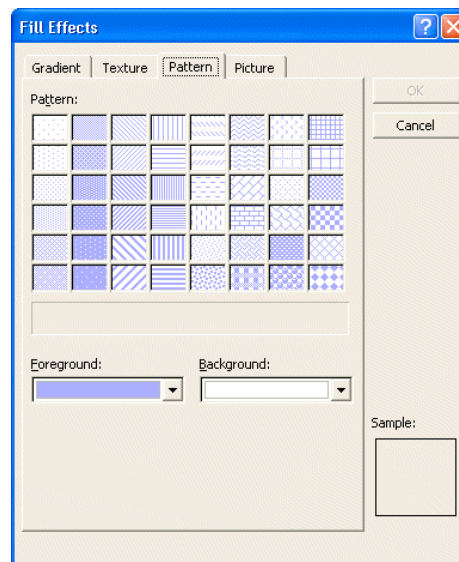 Fill Effects
Gradient
Texture
Pattern
Picture
Pattern:
OK
Cancel
Foreground:
Background:
Sample: